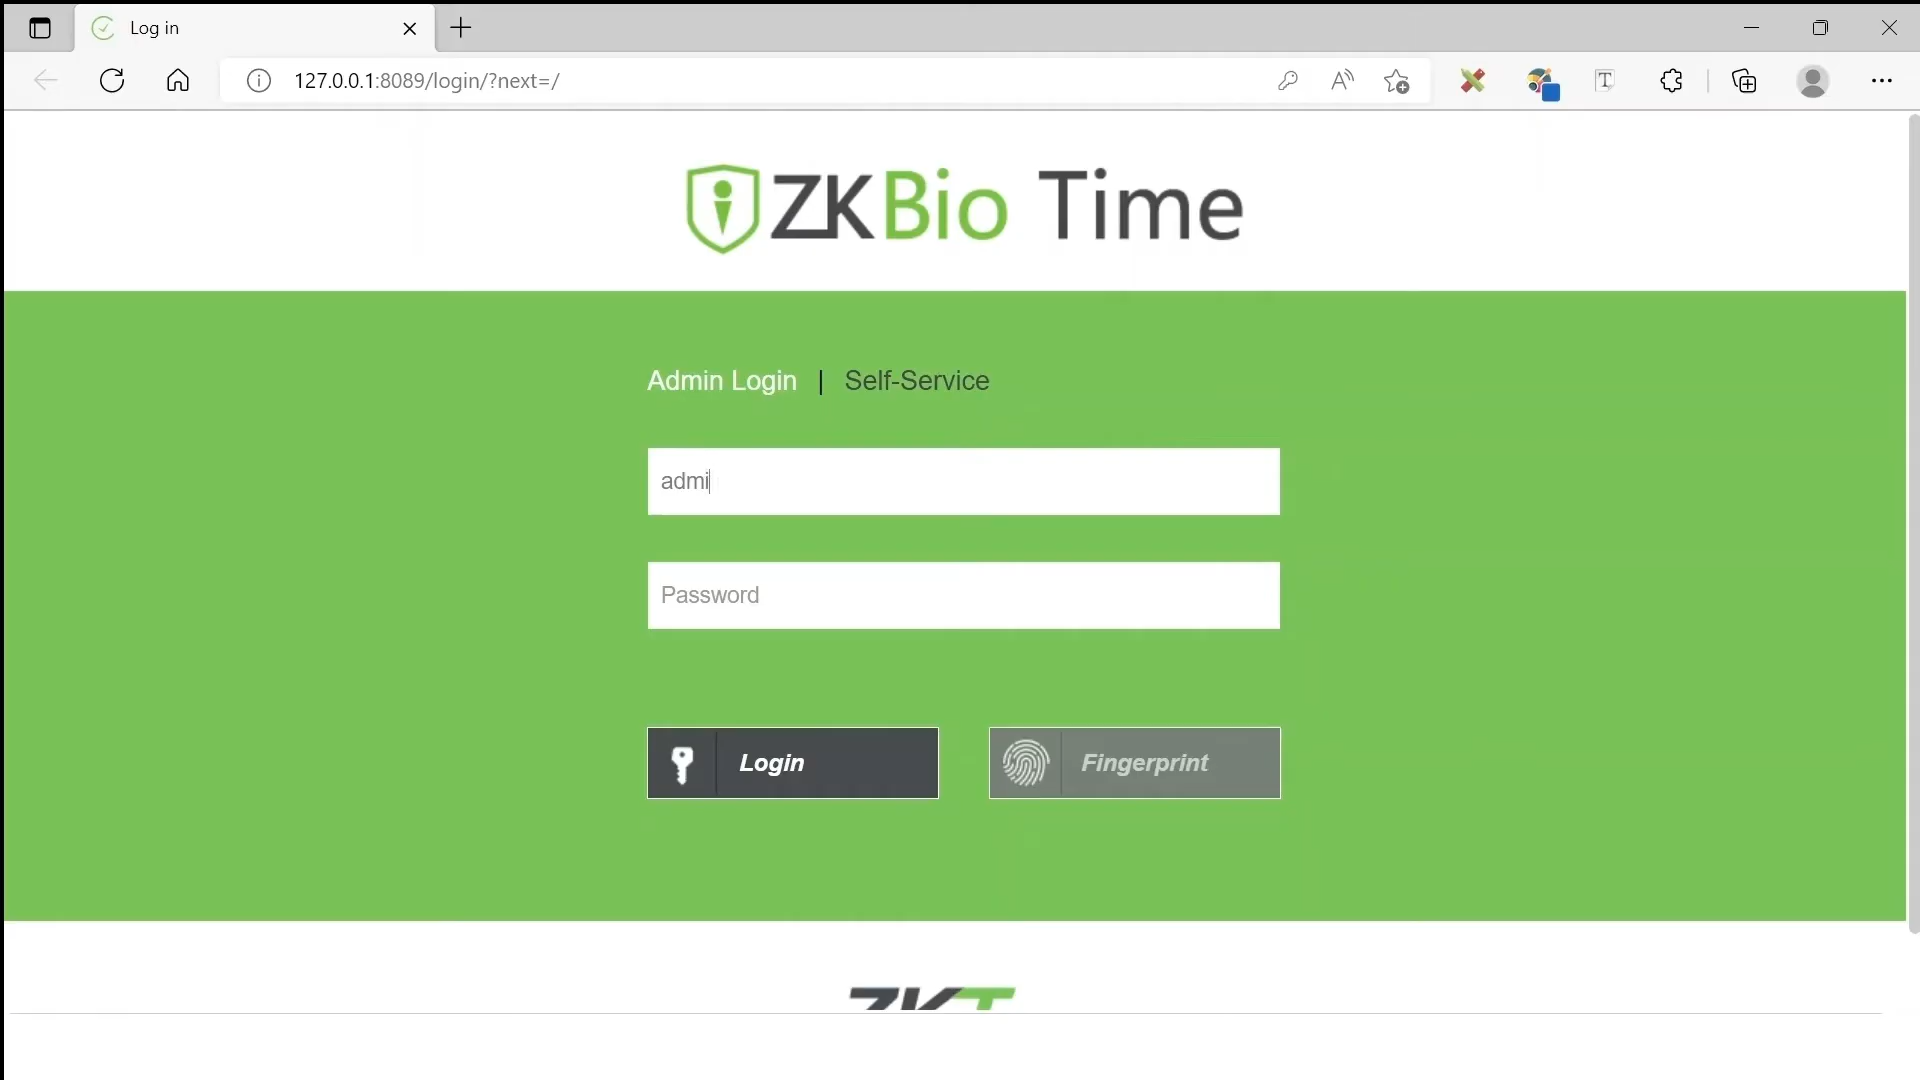 Log in
127.0.0.1:8089/login/?next=/
ZKBio Time
Admin Login | Self-Service
admi
Password
Login
Fingerprint